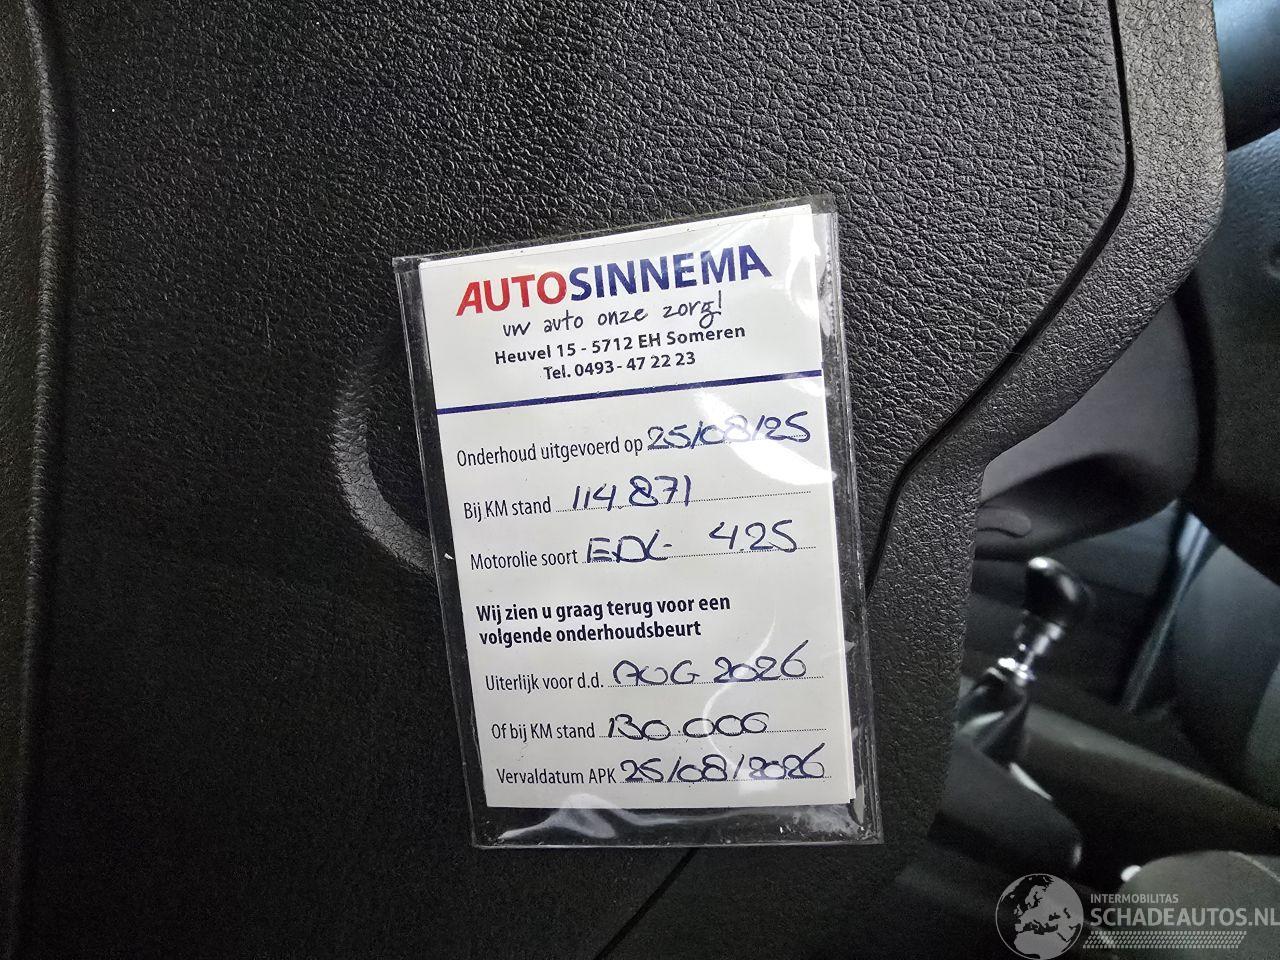 AUTOSINNEMA
uw auto onze zorg!
Heuvel 15 - 5712 EH Someren
Tel. 0493 - 47 22 23
Onderhoud uitgevoerd op 25/08/25
Bij KM stand 114.871
Motorolie soort EDL 4.25
Wij zien u graag terug voor een
volgende onderhoudsbeurt
Uiterlijk voor d.d. AUG 2026
Of bij KM stand 130.000
Vervaldatum APK 25/08/2026
INTERMOBILITAS
SCHADEAUTOS.NL